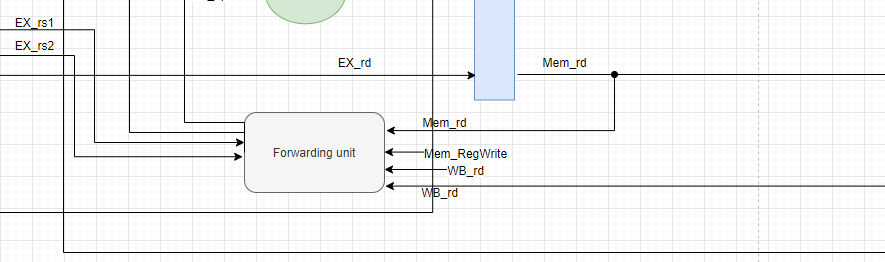 EX_rs1
EX_rs2
EX_rd
Mem_rd
Mem_rd
Forwarding unit
Mem_RegWrite
WB_rd
WB_rd